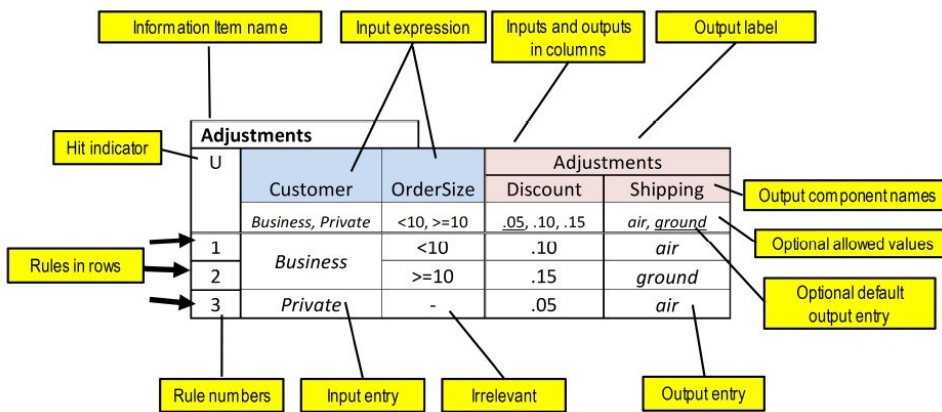 Information Item name
Input expression
Inputs and outputs
in columns
Output label
Adjustments
Hit indicator
U
Adjustments
Customer
OrderSize
Discount
Shipping
Output component names
Business, Private
<10, >=10
.05, .10, .15
air, ground
Optional allowed values
Rules in rows
1
Business
<10
.10
air
2
>=10
.15
ground
Optional default
output entry
3
Private
-
.05
air
Rule numbers
Input entry
Irrelevant
Output entry